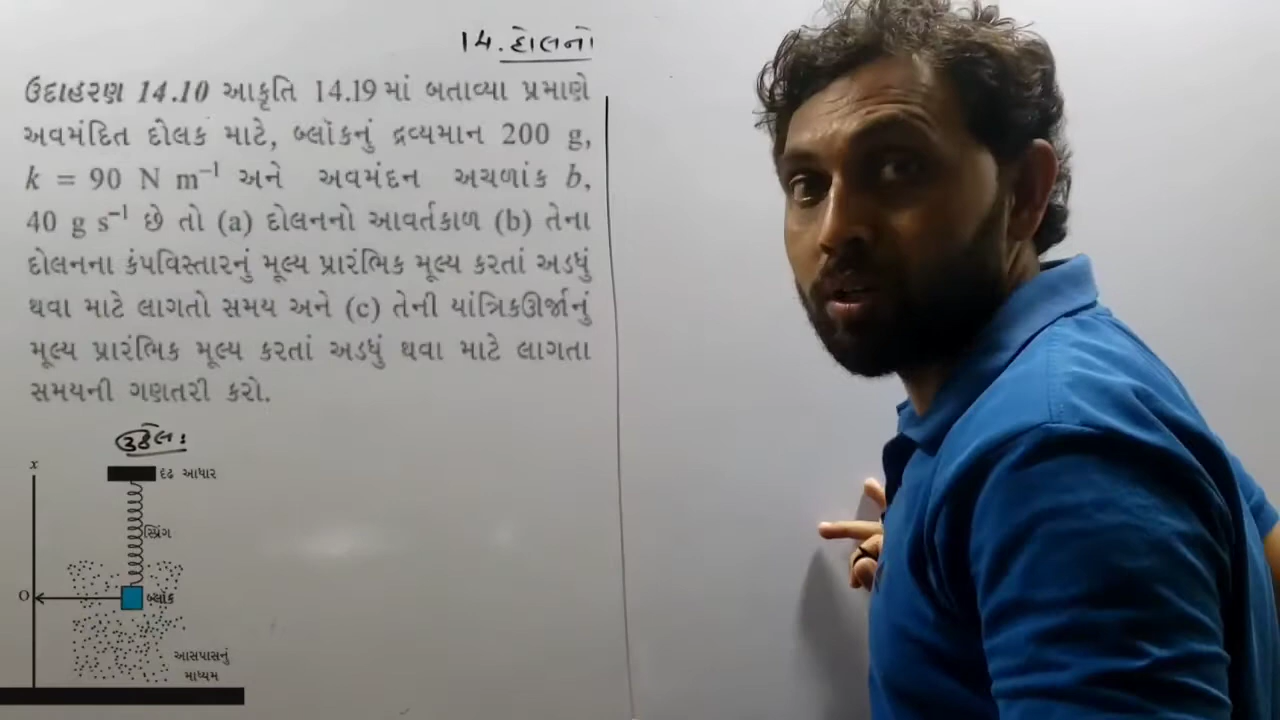 14. દોલનો
ઉદાહરણ 14.10 આકૃતિ 14.19 માં બતાવ્યા પ્રમાણે
અવમંદિત દોલક માટે, બ્લૉકનું દ્રવ્યમાન 200 g,
k = 90 N m⁻¹ અને અવમંદન અચળાંક b,
40 g s⁻¹ છે તો (a) દોલનનો આવર્તકાળ (b) તેના
દોલનના કંપવિસ્તારનું મૂલ્ય પ્રારંભિક મૂલ્ય કરતાં અડધું
થવા માટે લાગતો સમય અને (c) તેની યાંત્રિકઊર્જાનું
મૂલ્ય પ્રારંભિક મૂલ્ય કરતાં અડધું થવા માટે લાગતા
સમયની ગણતરી કરો.
ઉકેલ:
x
દઢ આધાર
સ્પ્રિંગ
O
બ્લૉક
આસપાસનું
માધ્યમ